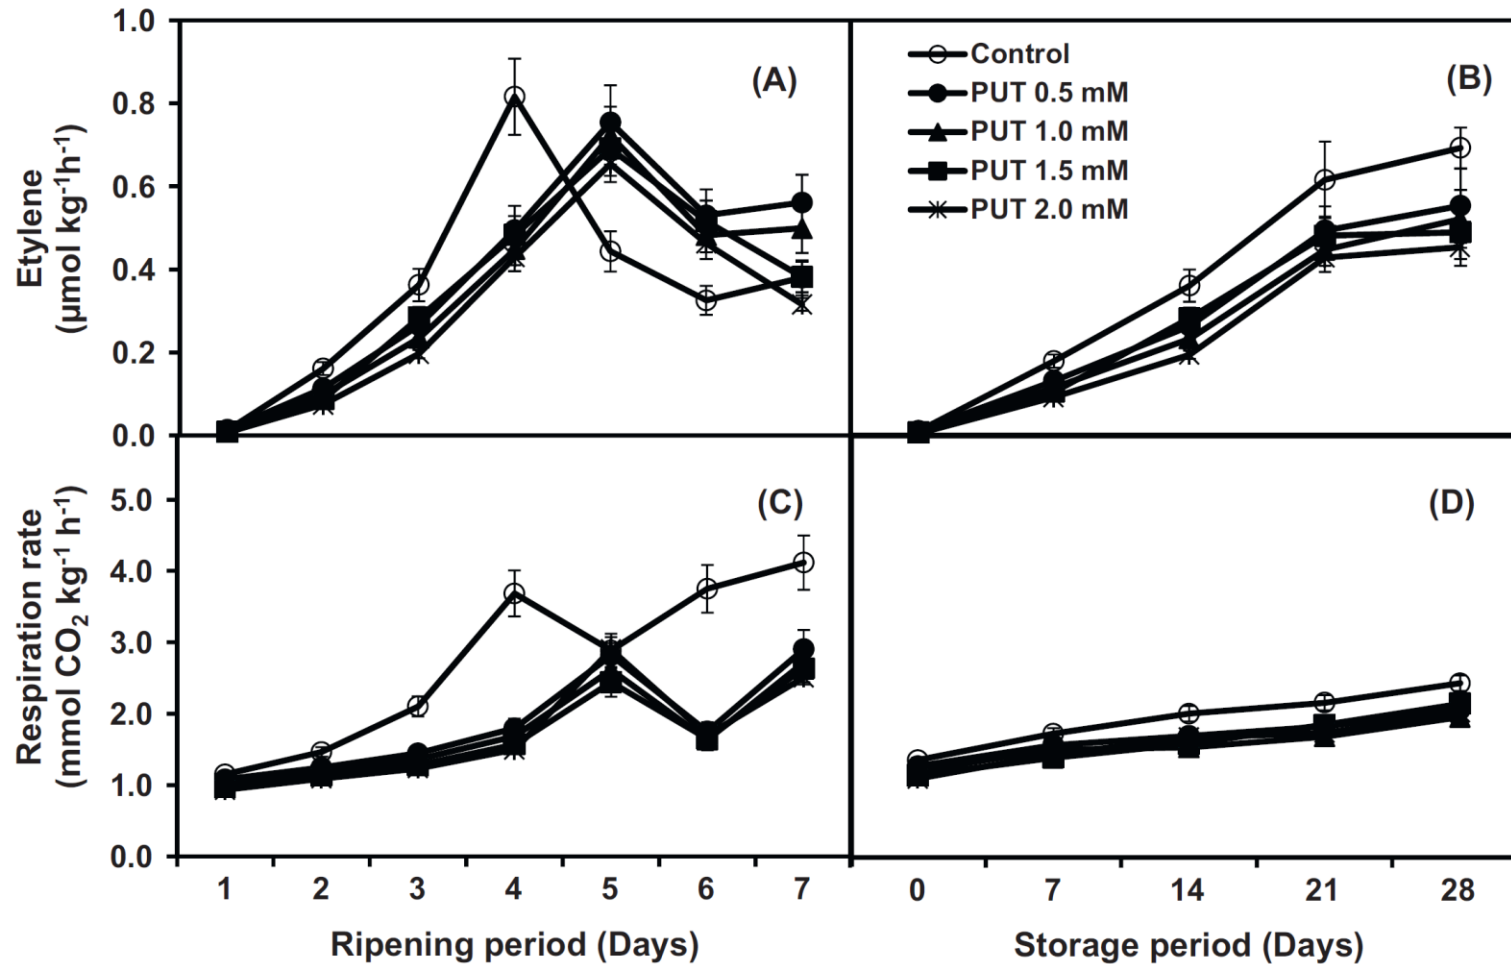 1.0
0.8
0.6
0.4
0.2
0.0
Etylene
(µmol kg⁻¹h⁻¹)
(A)
Control
PUT 0.5 mM
PUT 1.0 mM
PUT 1.5 mM
PUT 2.0 mM
(B)
5.0
4.0
3.0
2.0
1.0
0.0
Respiration rate
(mmol CO₂ kg⁻¹ h⁻¹)
(C)
(D)
1 2 3 4 5 6 7
0 7 14 21 28
Ripening period (Days)
Storage period (Days)